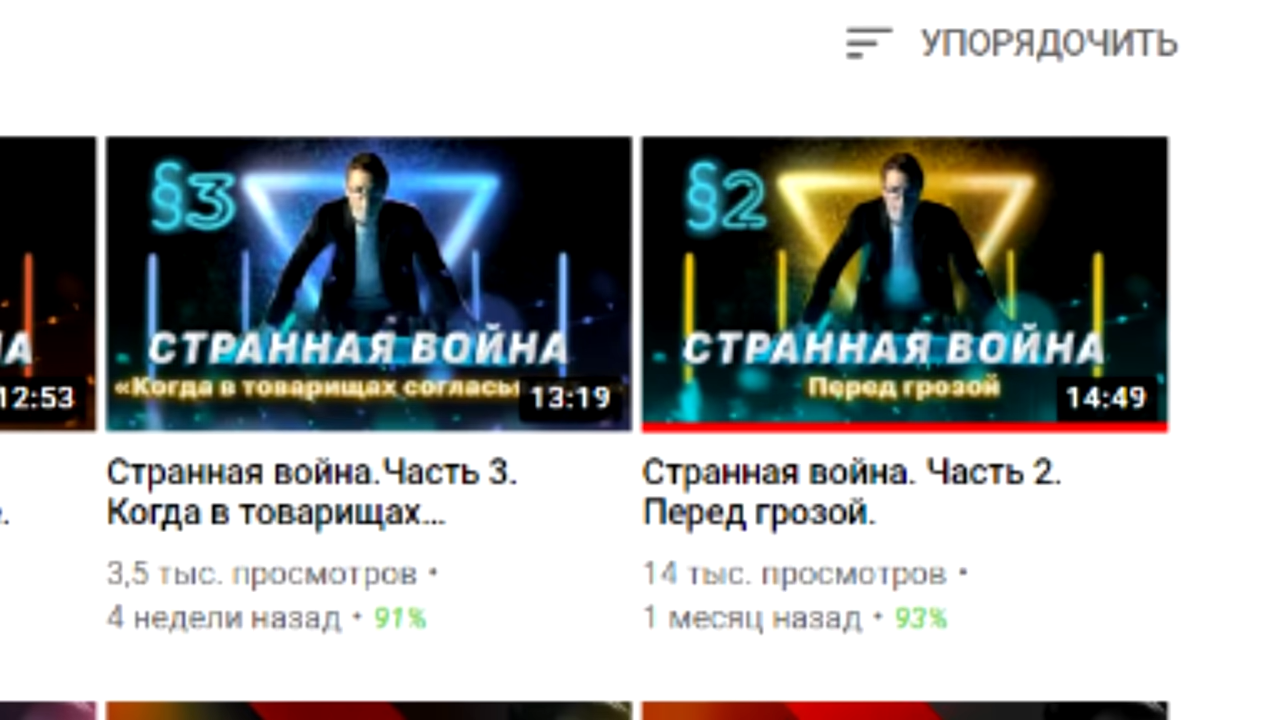 УПОРЯДОЧИТЬ
§3
СТРАННАЯ ВОЙНА
«Когда в товарищах
13:19
§2
СТРАННАЯ ВОЙНА
Перед грозой
14:49
12:53
Странная война.Часть 3.
Когда в товарищах...
3,5 тыс. просмотров •
4 недели назад • 91%
Странная война. Часть 2.
Перед грозой.
14 тыс. просмотров •
1 месяц назад • 93%